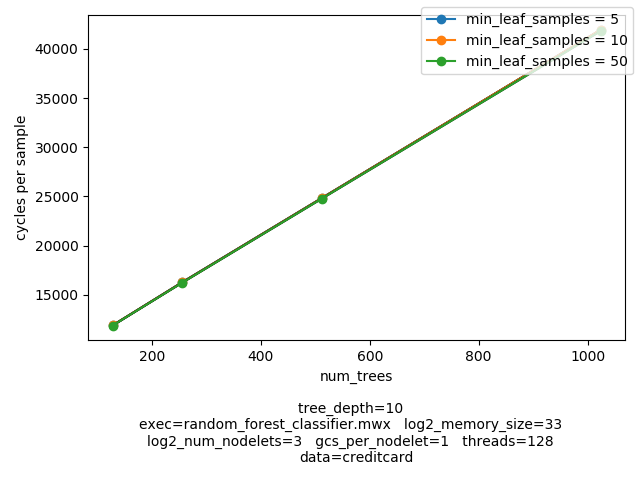 min_leaf_samples = 5
min_leaf_samples = 10
min_leaf_samples = 50
40000
35000
30000
25000
20000
15000
cycles per sample
200 400 600 800 1000
num_trees
tree_depth=10
exec=random_forest_classifier.mwx log2_memory_size=33
log2_num_nodelets=3 gcs_per_nodelet=1 threads=128
data=creditcard